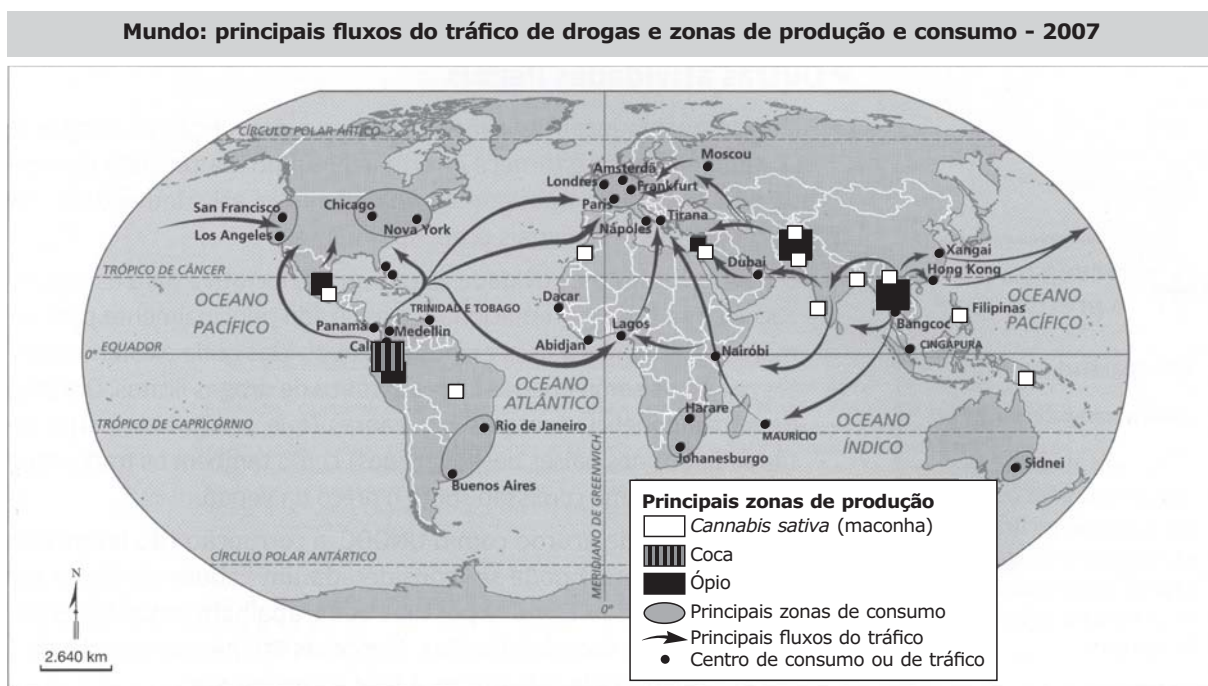 Mundo: principais fluxos do tráfico de drogas e zonas de produção e consumo - 2007
CÍRCULO POLAR ÁRTICO
Moscou
Amsterdã
Londres
Frankfurt
Paris
Chicago
San Francisco
Nova York
Nápoles
Tirana
Los Angeles
Xangai
TRÓPICO DE CÂNCER
Dubai
Hong Kong
OCEANO
PACÍFICO
Dacar
TRINIDAD E TOBAGO
Filipinas
OCEANO
PACÍFICO
Panamá
Medellin
Lagos
Bangcoc
Cali
Abidjan
CINGAPURA
0°
EQUADOR
Nairóbi
OCEANO
ATLÂNTICO
Harare
OCEANO
ÍNDICO
TRÓPICO DE CAPRICÓRNIO
Rio de Janeiro
MAURÍCIO
Johanesburgo
Sidnei
Buenos Aires
MERIDIANO DE GREENWICH
CÍRCULO POLAR ANTÁRTICO
0°
N
2.640 km
Principais zonas de produção
Cannabis sativa (maconha)
Coca
Ópio
Principais zonas de consumo
Principais fluxos do tráfico
Centro de consumo ou de tráfico